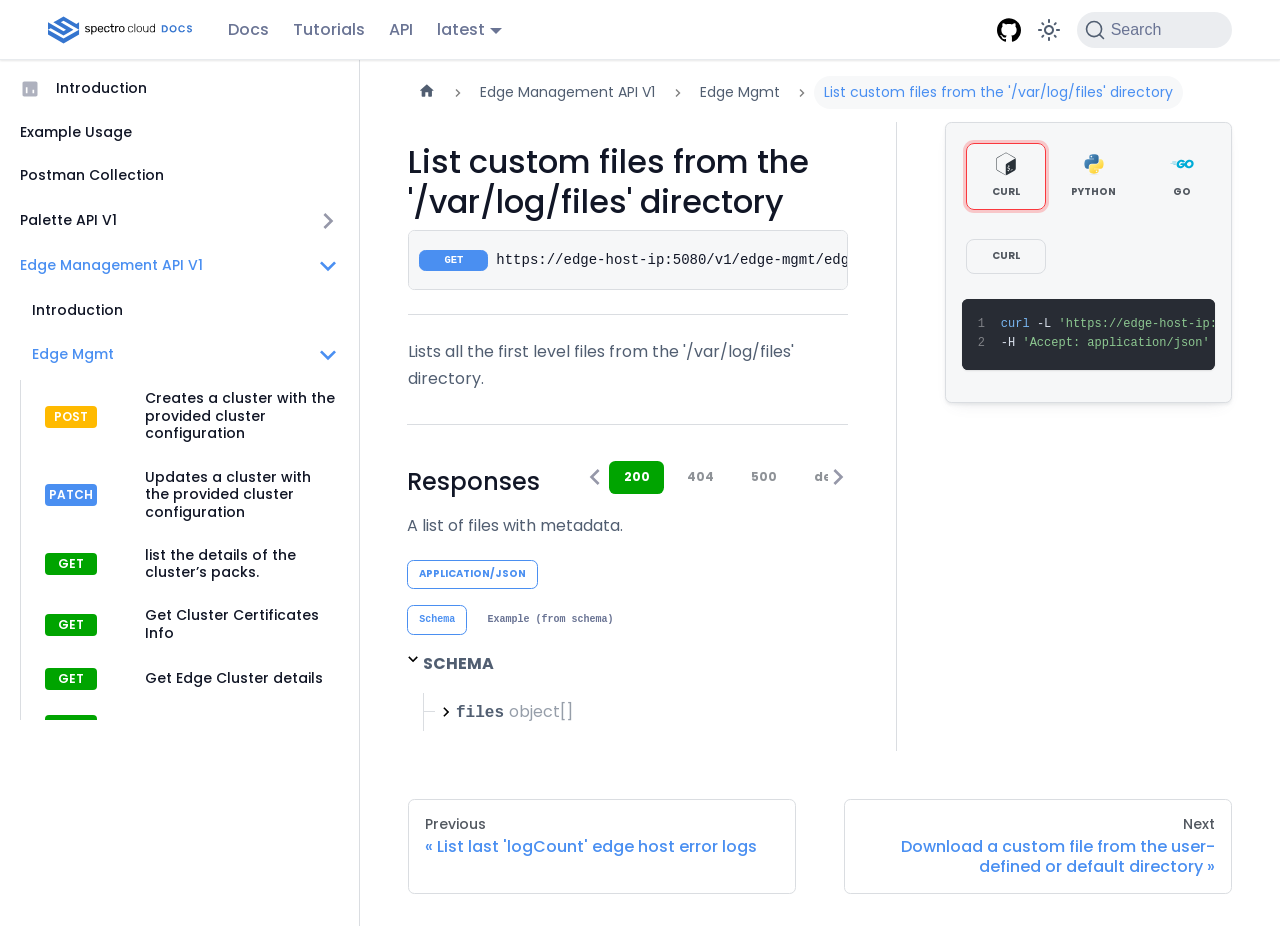 spectro cloud DOCS
Docs
Tutorials
API
latest
Search
Introduction
Example Usage
Postman Collection
Palette API V1
Edge Management API V1
Introduction
Edge Mgmt
POST
Creates a cluster with the
provided cluster
configuration
PATCH
Updates a cluster with
the provided cluster
configuration
GET
list the details of the
cluster’s packs.
GET
Get Cluster Certificates
Info
GET
Get Edge Cluster details
Edge Management API V1
Edge Mgmt
List custom files from the '/var/log/files' directory
List custom files from the
'/var/log/files' directory
GET
https://edge-host-ip:5080/v1/edge-mgmt/edg
Lists all the first level files from the '/var/log/files'
directory.
Responses
200
404
500
de
A list of files with metadata.
APPLICATION/JSON
Schema
Example (from schema)
SCHEMA
files object[]
CURL
PYTHON
GO
CURL
1 curl -L 'https://edge-host-ip:
2 -H 'Accept: application/json'
Previous
« List last 'logCount' edge host error logs
Next
Download a custom file from the user-
defined or default directory »